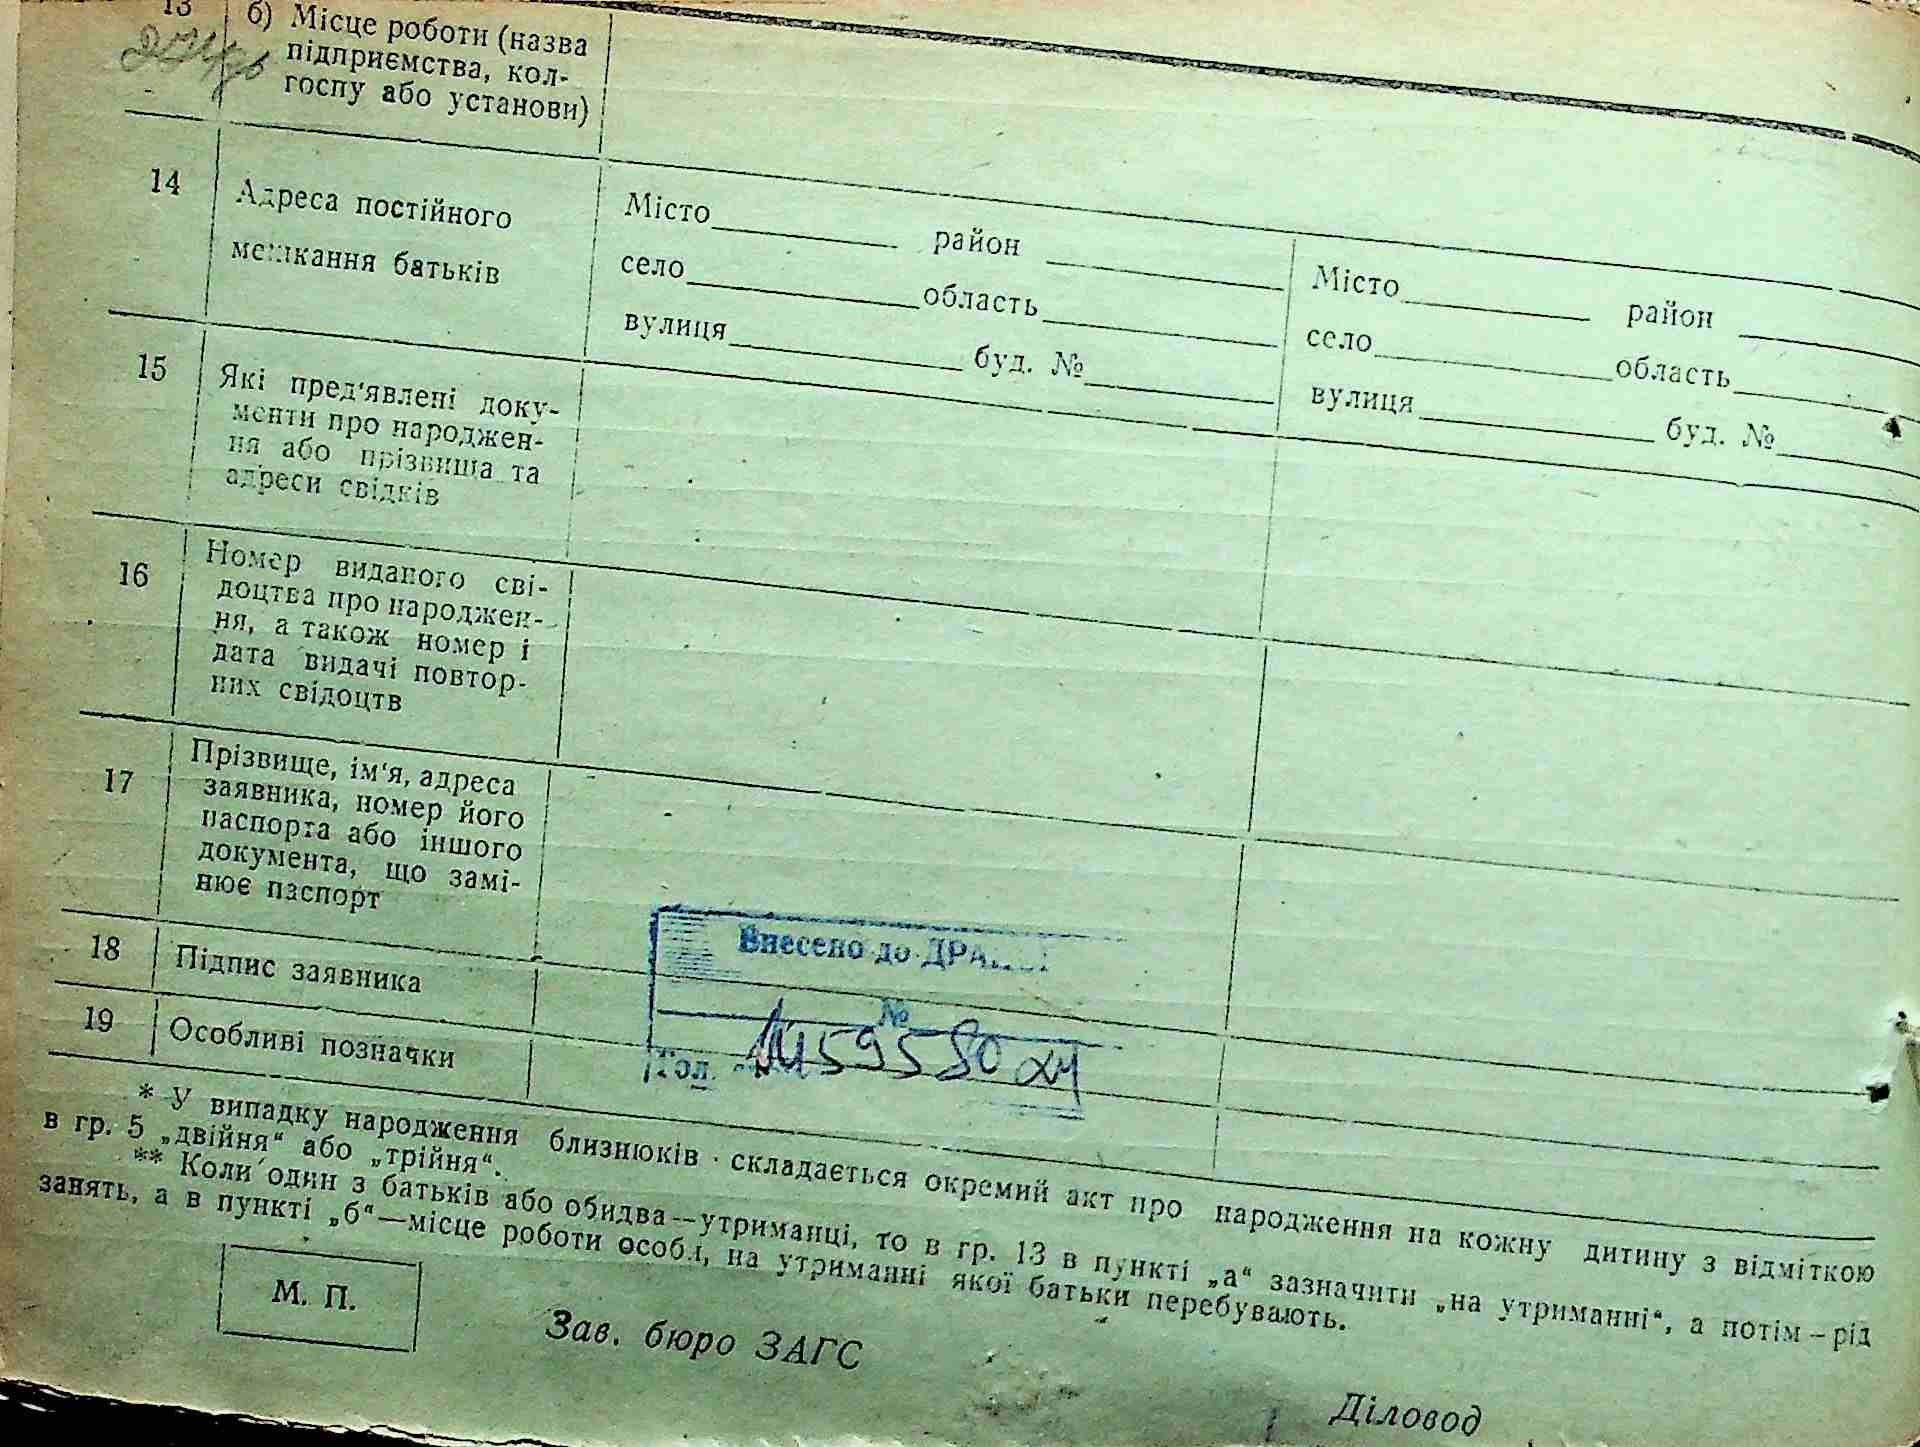 13
б) Місце роботи (назва
підприємства, кол-
госпу або установи)
14
Адреса постійного
мешкання батьків
Місто район
село область
вулиця буд. №
Місто район
село область
вулиця буд. №
15
Які пред'явлені доку-
менти про народжен-
ня або прізвища та
адреси свідків
16
Номер виданого сві-
доцтва про народжен-
ня, а також номер і
дата видачі повтор-
них свідоцтв
17
Прізвище, ім'я, адреса
заявника, номер його
паспорта або іншого
документа, що замі-
нює паспорт
18
Підпис заявника
19
Особливі позначки
Внесено до
№
* У випадку народження близнюків складається окремий акт про народження на кожну дитину з відміткою
в гр. 5 „двійня“ або „трійня“.
** Коли один з батьків або обидва—утриманці, то в гр. 13 в пункті „а“ зазначити „на утриманні“, а потім—рід
занять, а в пункті „б“—місце роботи особи, на утриманні якої батьки перебувають.
М. П.
Зав. бюро ЗАГС
Діловод